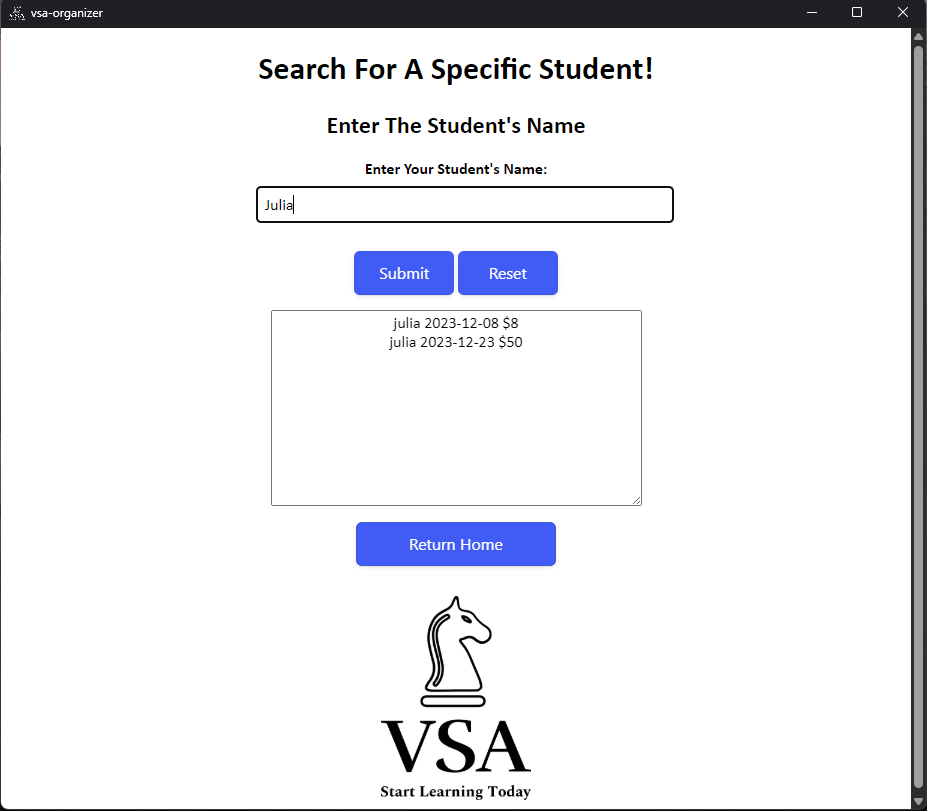 vsa-organizer
Search For A Specific Student!
Enter The Student's Name
Enter Your Student's Name:
Julia
Submit Reset
julia 2023-12-08 $8
julia 2023-12-23 $50
Return Home
VSA
Start Learning Today